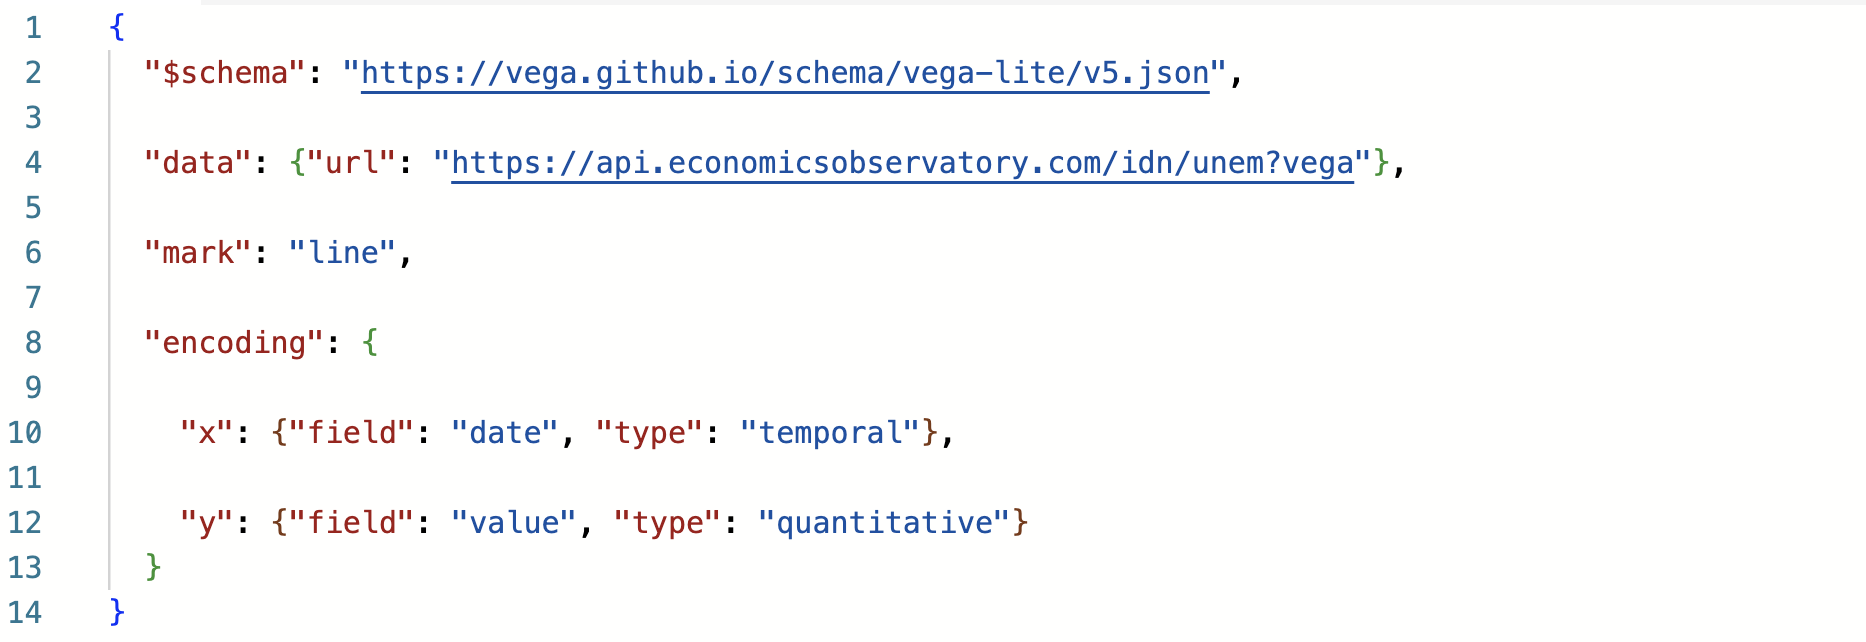 1 {
2 "$schema": "https://vega.github.io/schema/vega-lite/v5.json",
3
4 "data": {"url": "https://api.economicsobservatory.com/idn/unem?vega"},
5
6 "mark": "line",
7
8 "encoding": {
9
10 "x": {"field": "date", "type": "temporal"},
11
12 "y": {"field": "value", "type": "quantitative"}
13 }
14 }